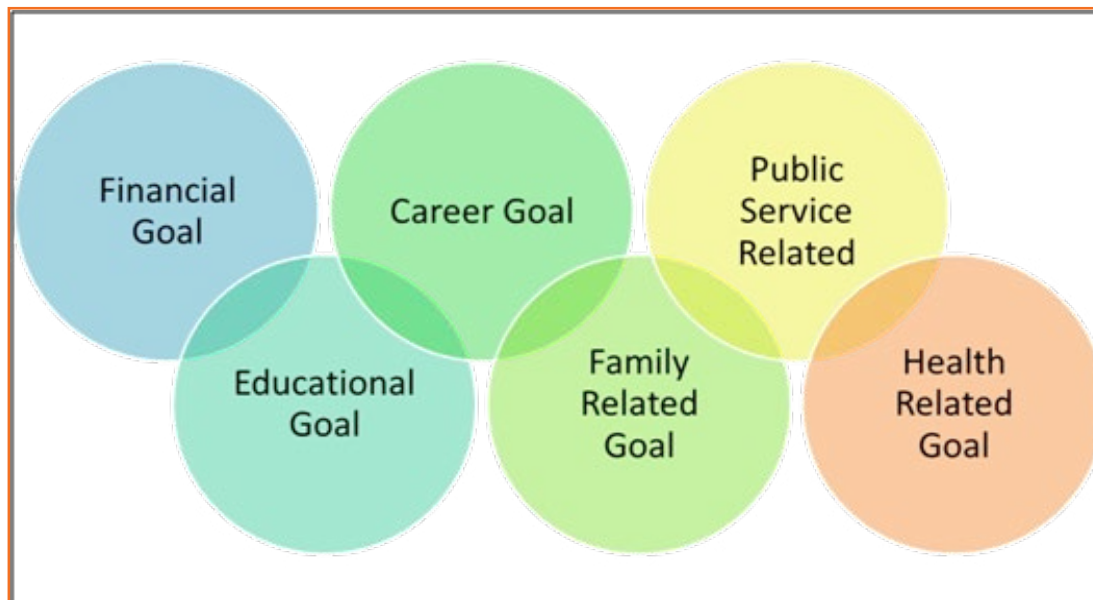 Financial
Goal
Educational
Goal
Career Goal
Family
Related
Goal
Public
Service
Related
Health
Related
Goal